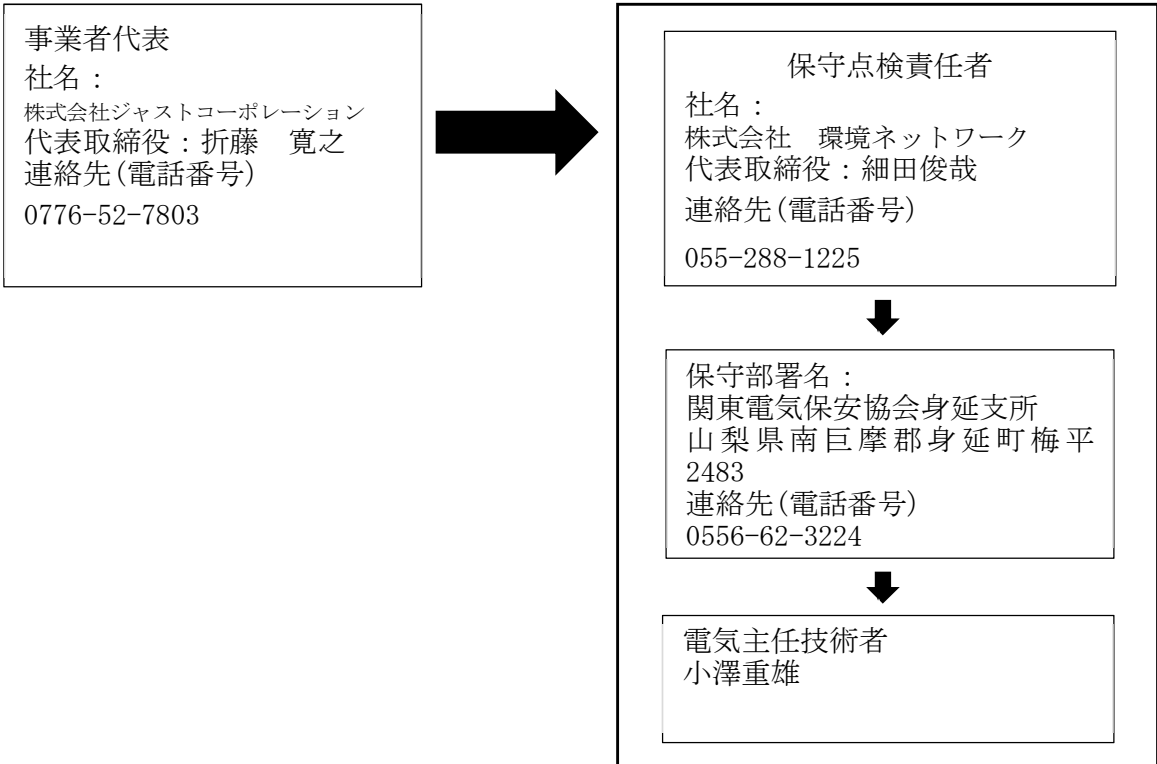 事業者代表
社名：
株式会社ジャストコーポレーション
代表取締役：折藤　寛之
連絡先(電話番号)
0776-52-7803
保守点検責任者
社名：
株式会社　環境ネットワーク
代表取締役：細田俊哉
連絡先(電話番号)
055-288-1225
保守部署名：
関東電気保安協会身延支所
山梨県南巨摩郡身延町梅平
2483
連絡先(電話番号)
0556-62-3224
電気主任技術者
小澤重雄